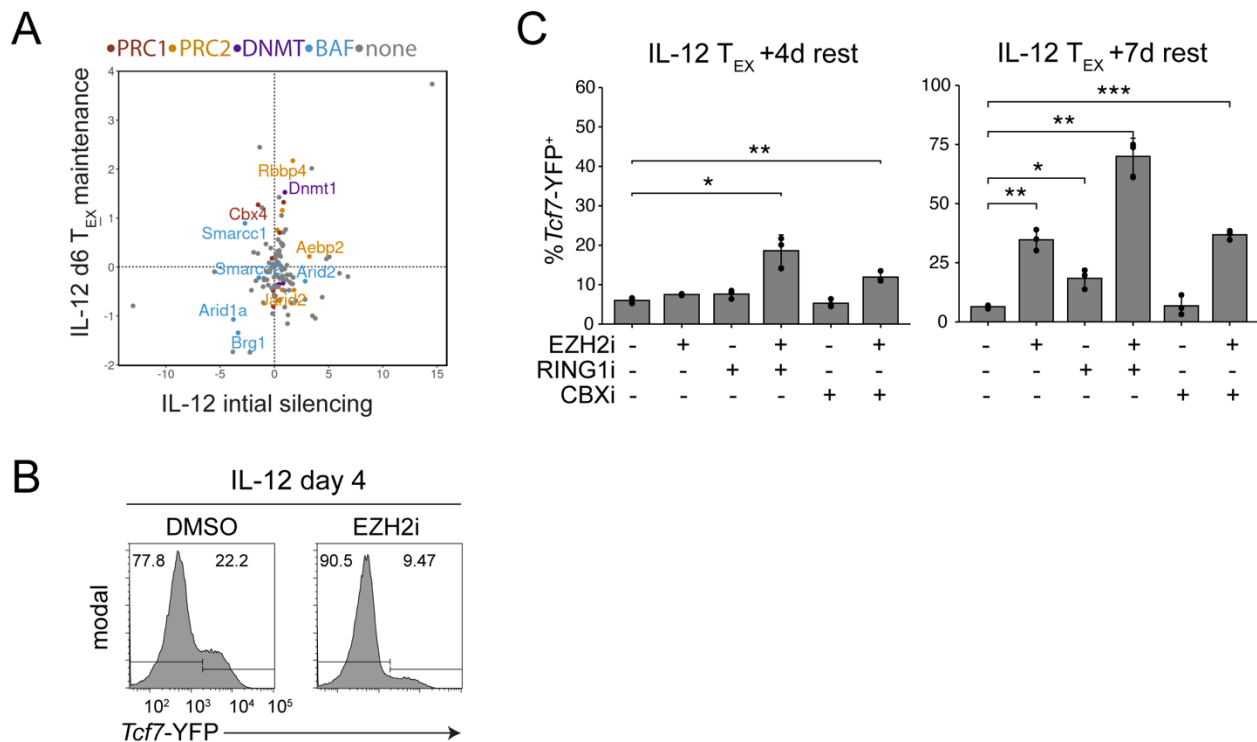 A
•PRC1•PRC2•DNMT•BAF•none
IL-12 d6 T_EX maintenance
4
3
2
1
0
-1
-2
Rbbp4
Dnmt1
Cbx4
Smarcc1
Aebp2
Arid2
Jarid2
Arid1a
Brg1
-10 -5 0 5 10 15
IL-12 intial silencing
B
IL-12 day 4
DMSO EZH2i
77.8 22.2 90.5 9.47
modal
10² 10³ 10⁴ 10⁵
Tcf7-YFP
C
IL-12 T_EX +4d rest
%Tcf7-YFP⁺
60
50
40
30
20
10
0
**
*
EZH2i - + - + - +
RING1i - - + + - -
CBXi - - - - + +
IL-12 T_EX +7d rest
100
75
50
25
0
***
**
*
**
- + - + - +
- - + + - -
- - - - + +